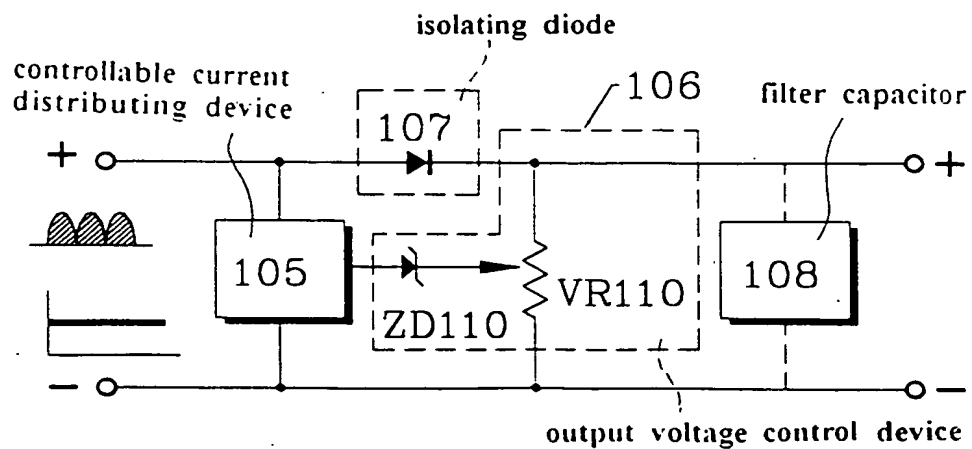 isolating diode
controllable current
distributing device
106
filter capacitor
107
+
+
105
ZD110
VR110
108
−
−
output voltage control device